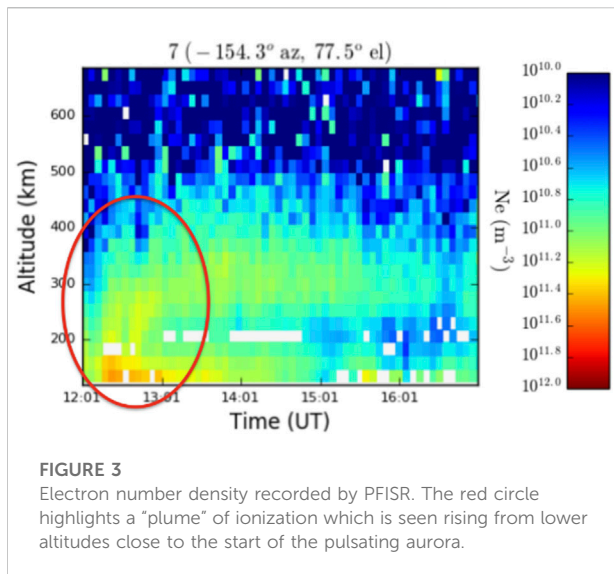 7 (−154.3° az, 77.5° el)
Altitude (km)
600
500
400
300
200
12:01 13:01 14:01 15:01 16:01
Time (UT)
10^10.0
10^10.2
10^10.4
10^10.6
10^10.8
10^11.0
10^11.2
10^11.4
10^11.6
10^11.8
10^12.0
Ne (m^−3)
FIGURE 3
Electron number density recorded by PFISR. The red circle
highlights a “plume” of ionization which is seen rising from lower
altitudes close to the start of the pulsating aurora.